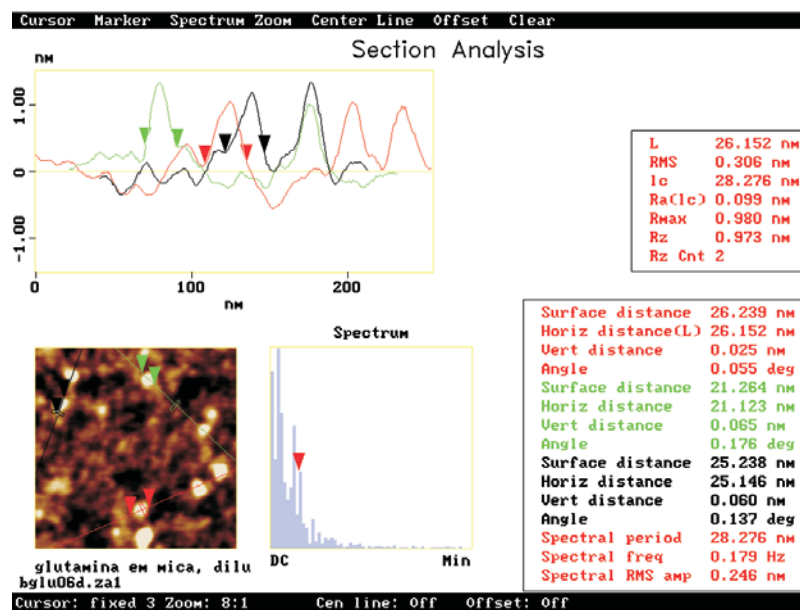 Cursor Marker Spectrum Zoom Center Line Offset Clear
Section Analysis
nm
1.00
0
-1.00
0 100 200
nm
L 26.152 nm
RMS 0.306 nm
lc 28.276 nm
Ra(lc) 0.099 nm
Rmax 0.980 nm
Rz 0.973 nm
Rz Cnt 2
Surface distance 26.239 nm
Horiz distance(L) 26.152 nm
Vert distance 0.025 nm
Angle 0.055 deg
Surface distance 21.264 nm
Horiz distance 21.123 nm
Vert distance 0.065 nm
Angle 0.176 deg
Surface distance 25.238 nm
Horiz distance 25.146 nm
Vert distance 0.060 nm
Angle 0.137 deg
Spectral period 28.276 nm
Spectral freq 0.179 Hz
Spectral RMS amp 0.246 nm
Spectrum
DC Min
glutamina em mica, dilu
bglu06d.za1
Cursor: fixed 3 Zoom: 8:1 Cen line: Off Offset: Off